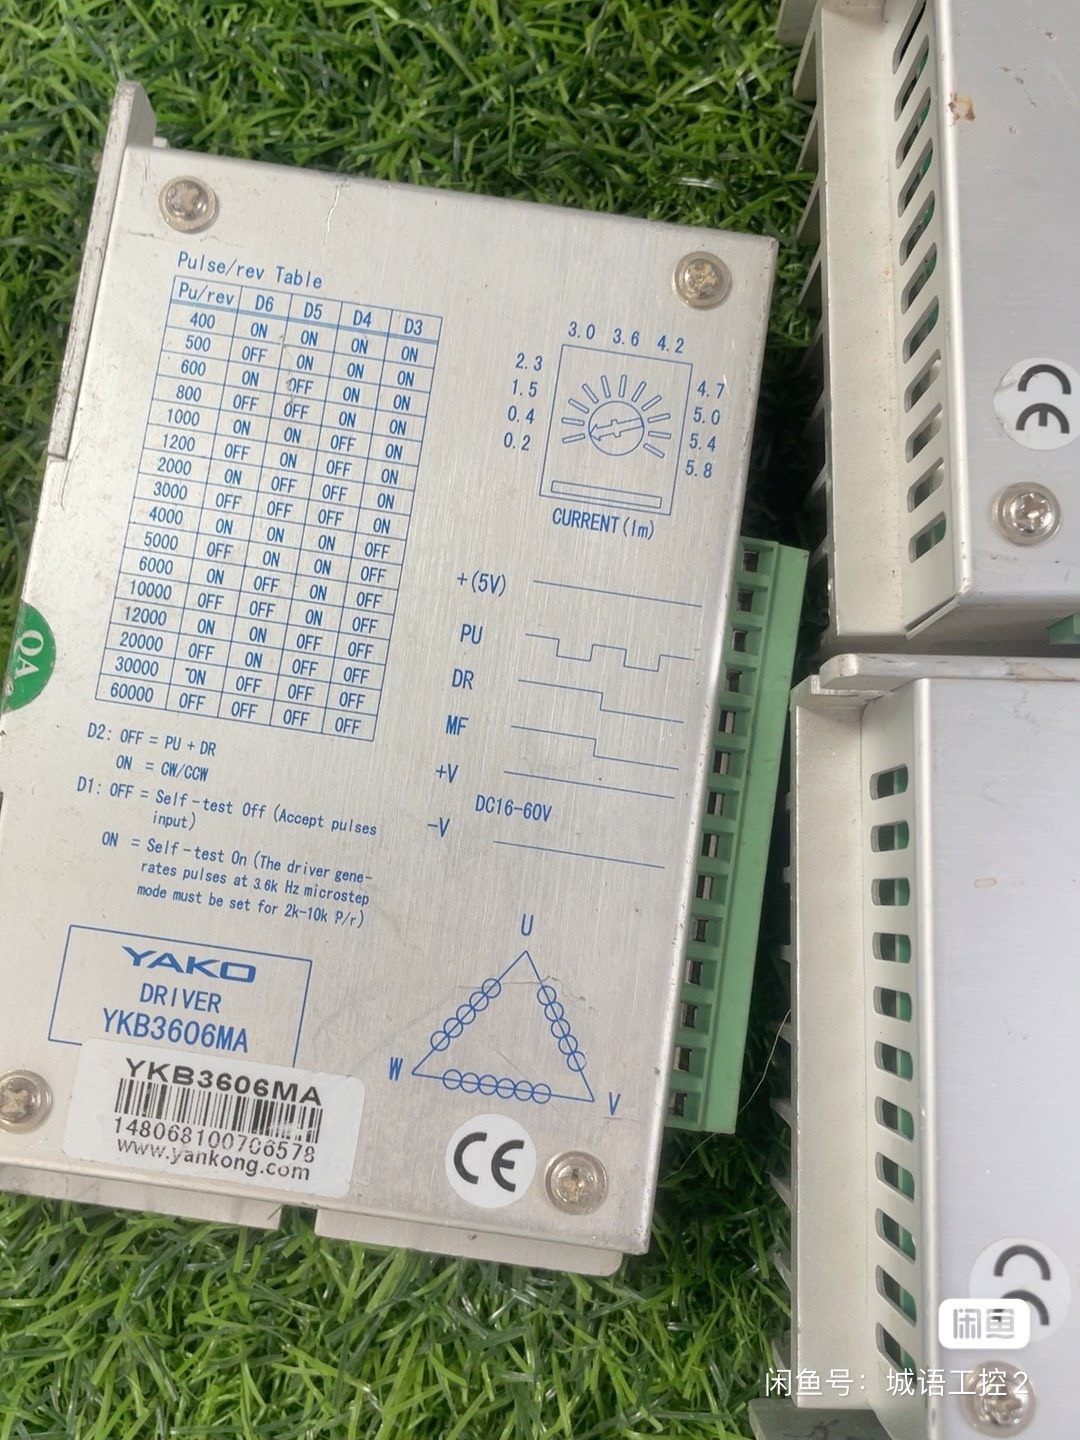 Pulse/rev Table
Pu/rev D6 D5 D4 D3
400 ON ON ON ON
500 OFF ON ON ON
600 ON OFF ON ON
800 OFF OFF ON ON
1000 ON ON OFF ON
1200 OFF ON OFF ON
2000 ON OFF OFF ON
3000 OFF OFF OFF ON
4000 ON ON ON OFF
5000 OFF ON ON OFF
6000 ON OFF ON OFF
10000 OFF OFF ON OFF
12000 ON ON OFF OFF
20000 OFF ON OFF OFF
30000 ON OFF OFF OFF
60000 OFF OFF OFF OFF
D2: OFF = PU + DR
ON = CW/CCW
D1: OFF = Self-test Off (Accept pulses
input)
ON = Self-test On (The driver gene-
rates pulses at 3.6k Hz microstep
mode must be set for 2k-10k P/r)
3.0 3.6 4.2
2.3 4.7
1.5 5.0
0.4 5.4
0.2 5.8
CURRENT(Im)
+(5V)
PU
DR
MF
+V
DC16-60V
-V
U
W
V
YAKO
DRIVER
YKB3606MA
YKB3606MA
148068100706578
www.yankong.com
CE
QA
CE
CE
闲鱼
闲鱼号：城语工控2